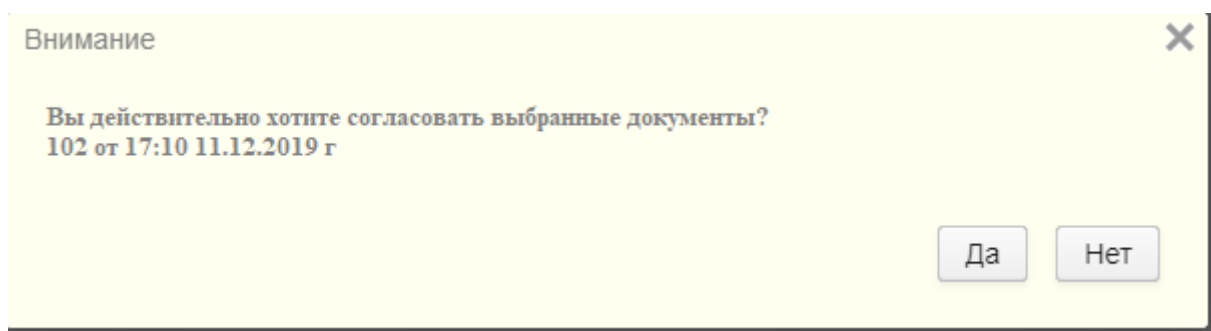 Внимание
Вы действительно хотите согласовать выбранные документы?
102 от 17:10 11.12.2019 г
Да Нет